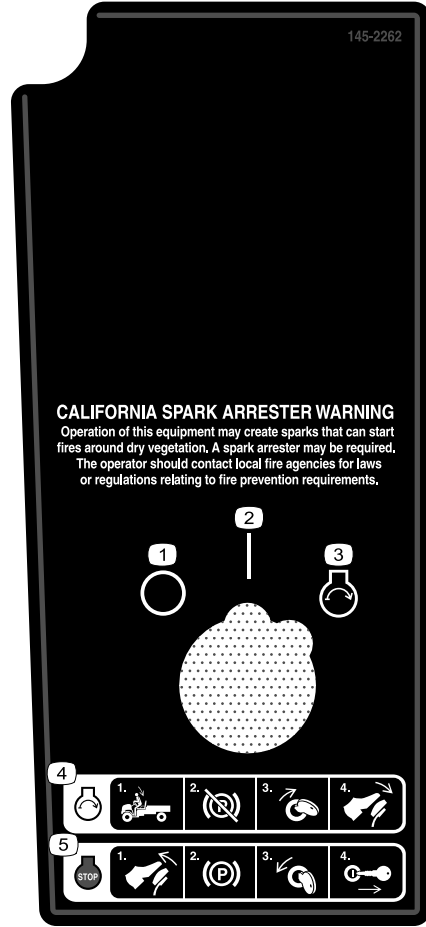 145-2262
CALIFORNIA SPARK ARRESTER WARNING
Operation of this equipment may create sparks that can start
fires around dry vegetation. A spark arrester may be required.
The operator should contact local fire agencies for laws
or regulations relating to fire prevention requirements.
2
1
3
4
1. 2. P 3. 4.
5
STOP 1. 2. P 3. 4.